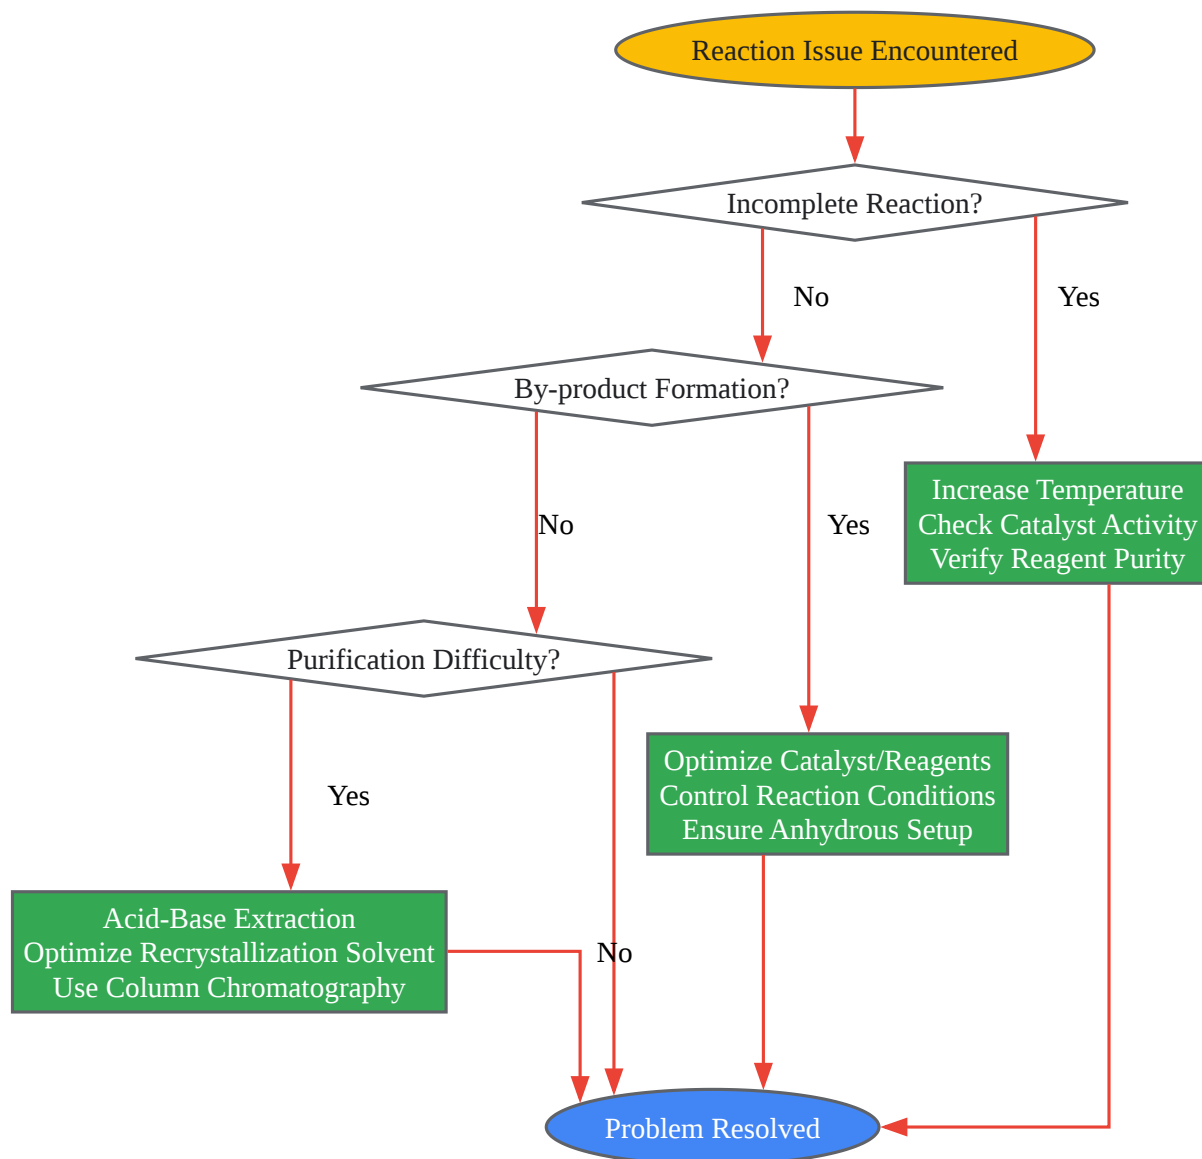 Reaction Issue Encountered
Incomplete Reaction?
No
Yes
By-product Formation?
Increase Temperature
Check Catalyst Activity
Verify Reagent Purity
No
Yes
Purification Difficulty?
Optimize Catalyst/Reagents
Control Reaction Conditions
Ensure Anhydrous Setup
Yes
Acid-Base Extraction
Optimize Recrystallization Solvent
Use Column Chromatography
No
Problem Resolved